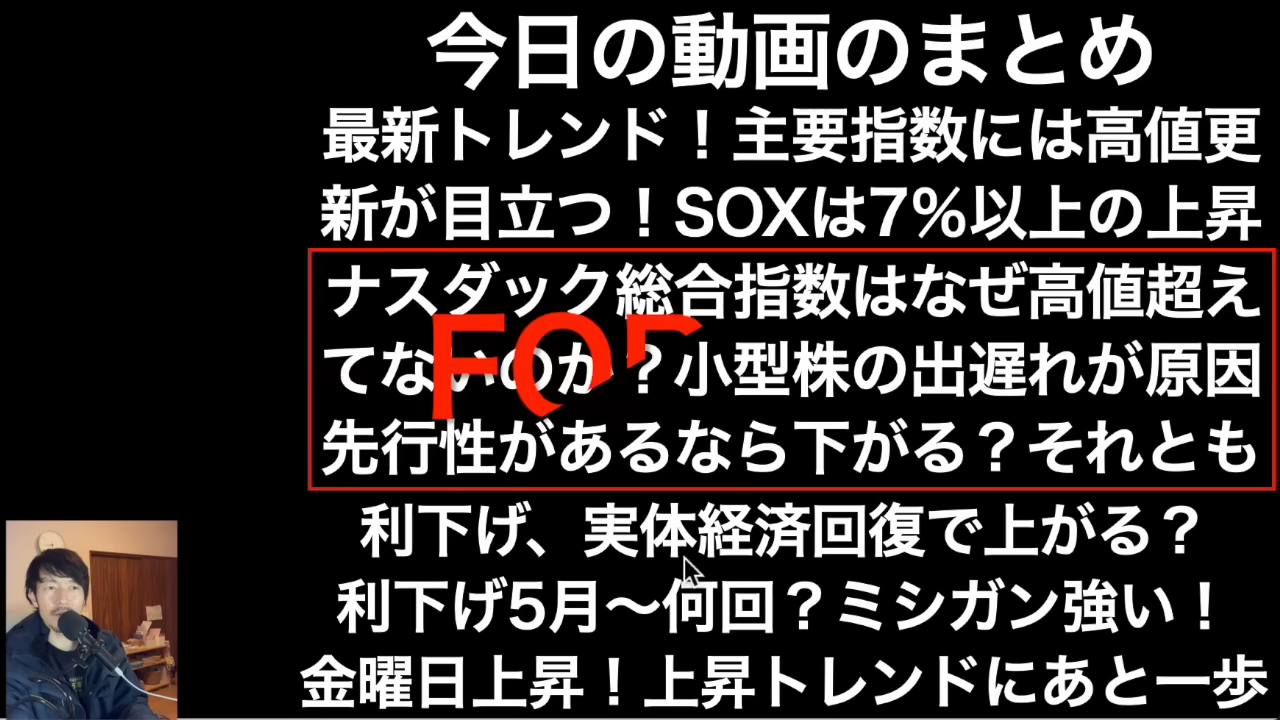 今日の動画のまとめ
最新トレンド！主要指数には高値更
新が目立つ！SOXは7%以上の上昇
ナスダック総合指数はなぜ高値超え
てないのか？小型株の出遅れが原因
先行性があるなら下がる？それとも
利下げ、実体経済回復で上がる？
利下げ5月～何回？ミシガン強い！
金曜日上昇！上昇トレンドにあと一歩